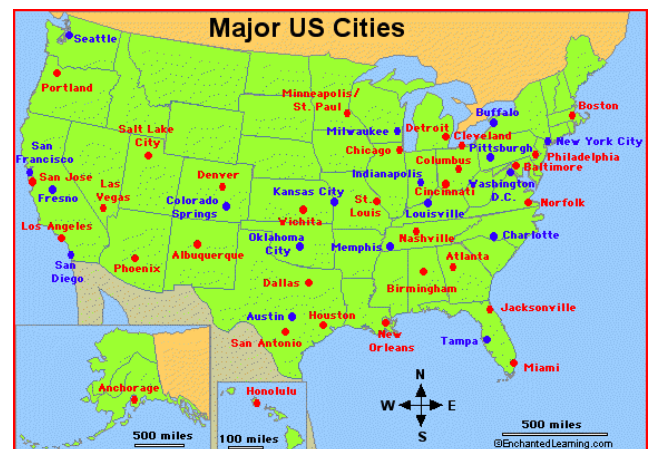 Major US Cities
Seattle
Portland
Minneapolis/
St. Paul
Boston
Buffalo
Milwaukee
Detroit
Cleveland
New York City
Salt Lake
City
San
Francisco
Chicago
Pittsburgh
Philadelphia
Columbus
Baltimore
San José
Fresno
Las
Vegas
Denver
Colorado
Springs
Kansas City
Wichita
St.
Louis
Indianapolis
Cincinnati
Louisville
Washington
D.C.
Norfolk
Los Angeles
San
Diego
Phoenix
Albuquerque
Oklahoma
City
Memphis
Nashville
Charlotte
Atlanta
Birmingham
Dallas
Austin
San Antonio
Houston
New
Orleans
Jacksonville
Tampa
Miami
Anchorage
Honolulu
500 miles
100 miles
N
W
E
S
500 miles
©EnchantedLearning.com